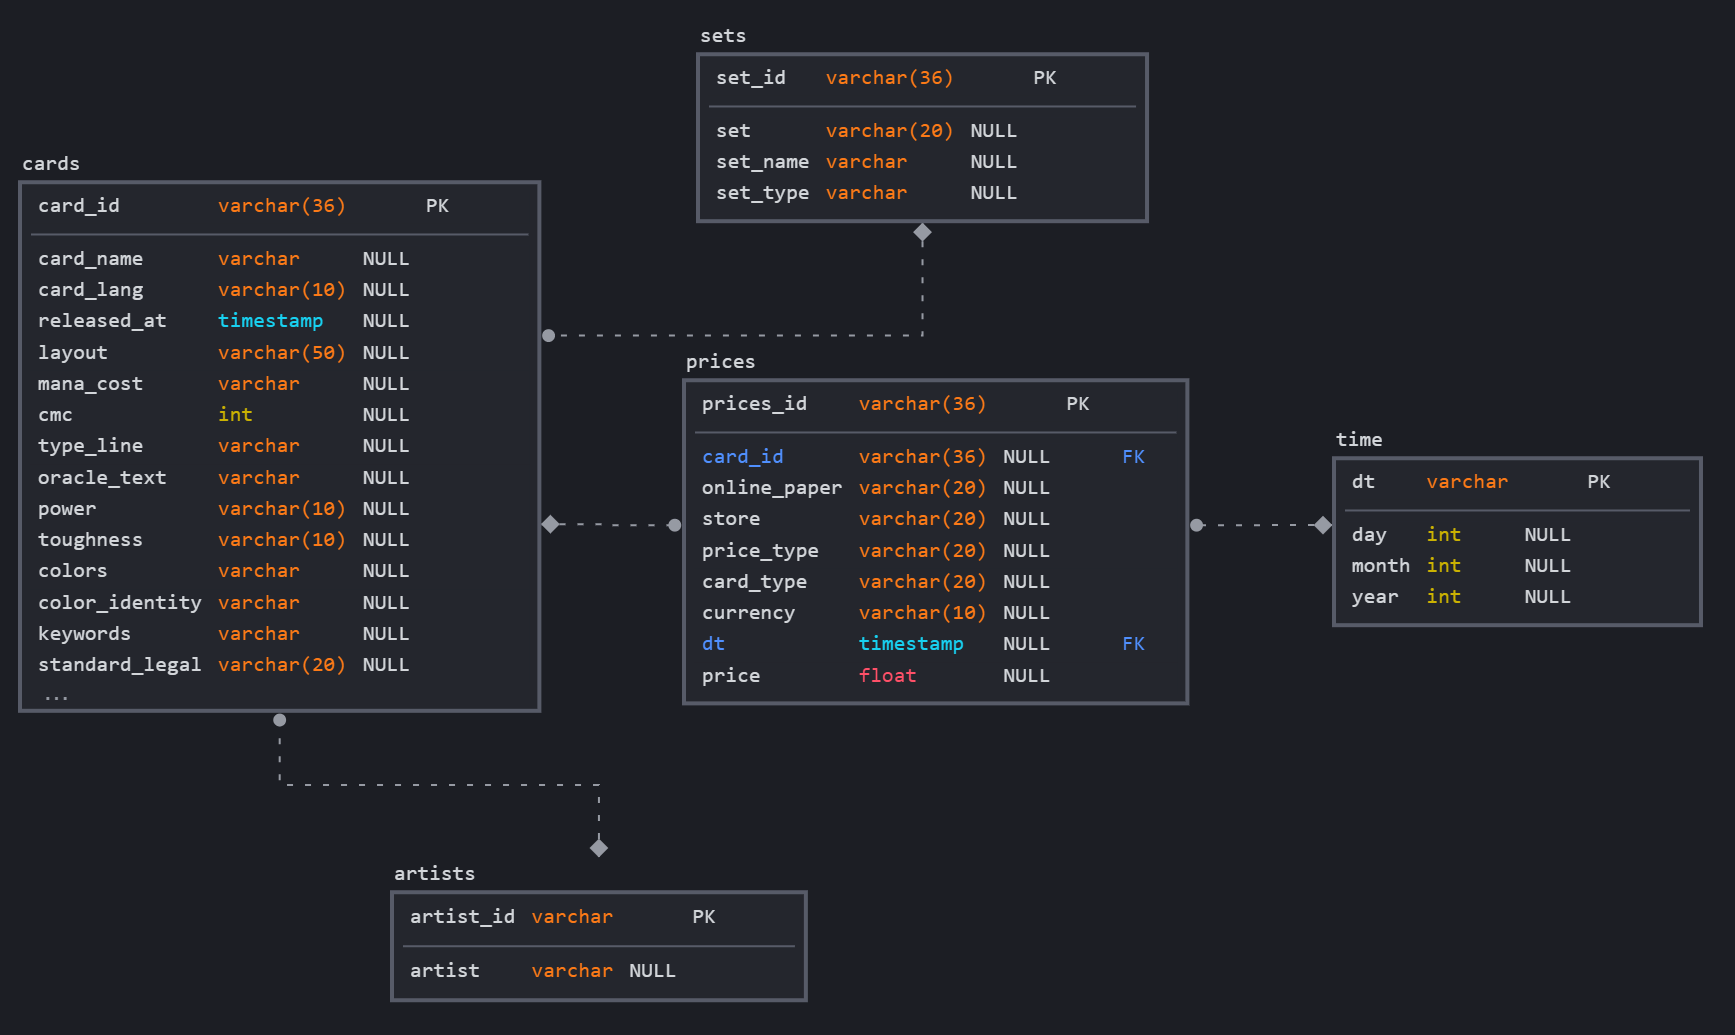 sets
set_id varchar(36) PK
set varchar(20) NULL
set_name varchar NULL
set_type varchar NULL
cards
card_id varchar(36) PK
card_name varchar NULL
card_lang varchar(10) NULL
released_at timestamp NULL
layout varchar(50) NULL
mana_cost varchar NULL
cmc int NULL
type_line varchar NULL
oracle_text varchar NULL
power varchar(10) NULL
toughness varchar(10) NULL
colors varchar NULL
color_identity varchar NULL
keywords varchar NULL
standard_legal varchar(20) NULL
...
prices
prices_id varchar(36) PK
card_id varchar(36) NULL FK
online_paper varchar(20) NULL
store varchar(20) NULL
price_type varchar(20) NULL
card_type varchar(20) NULL
currency varchar(10) NULL
dt timestamp NULL FK
price float NULL
time
dt varchar PK
day int NULL
month int NULL
year int NULL
artists
artist_id varchar PK
artist varchar NULL